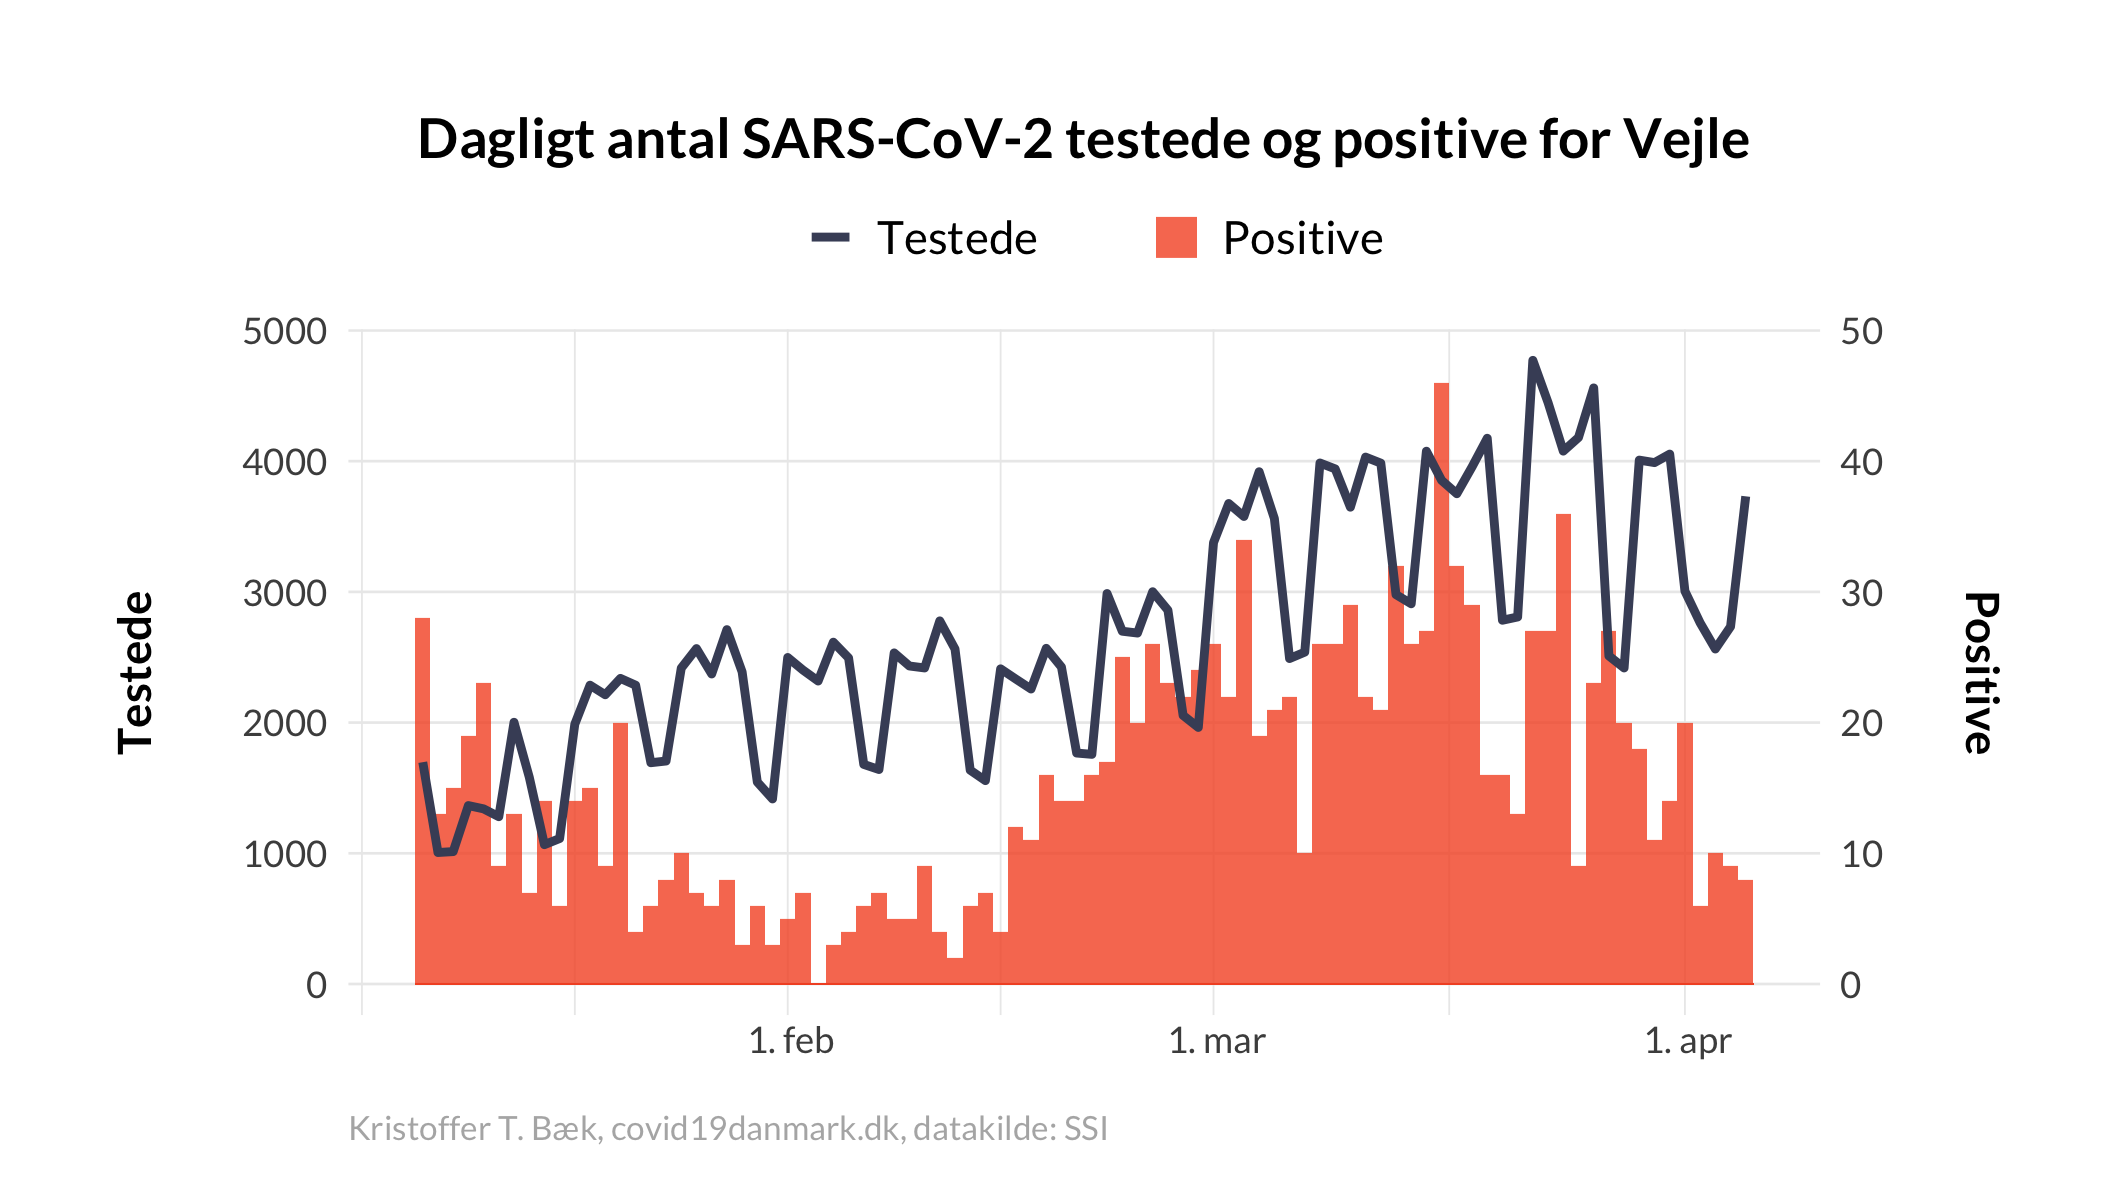 Dagligt antal SARS-CoV-2 testede og positive for Vejle
Testede Positive
5000 50
4000 40
3000 30
2000 20
1000 10
0 0
Testede
Positive
1. feb 1. mar 1. apr
Kristoffer T. Bæk, covid19danmark.dk, datakilde: SSI